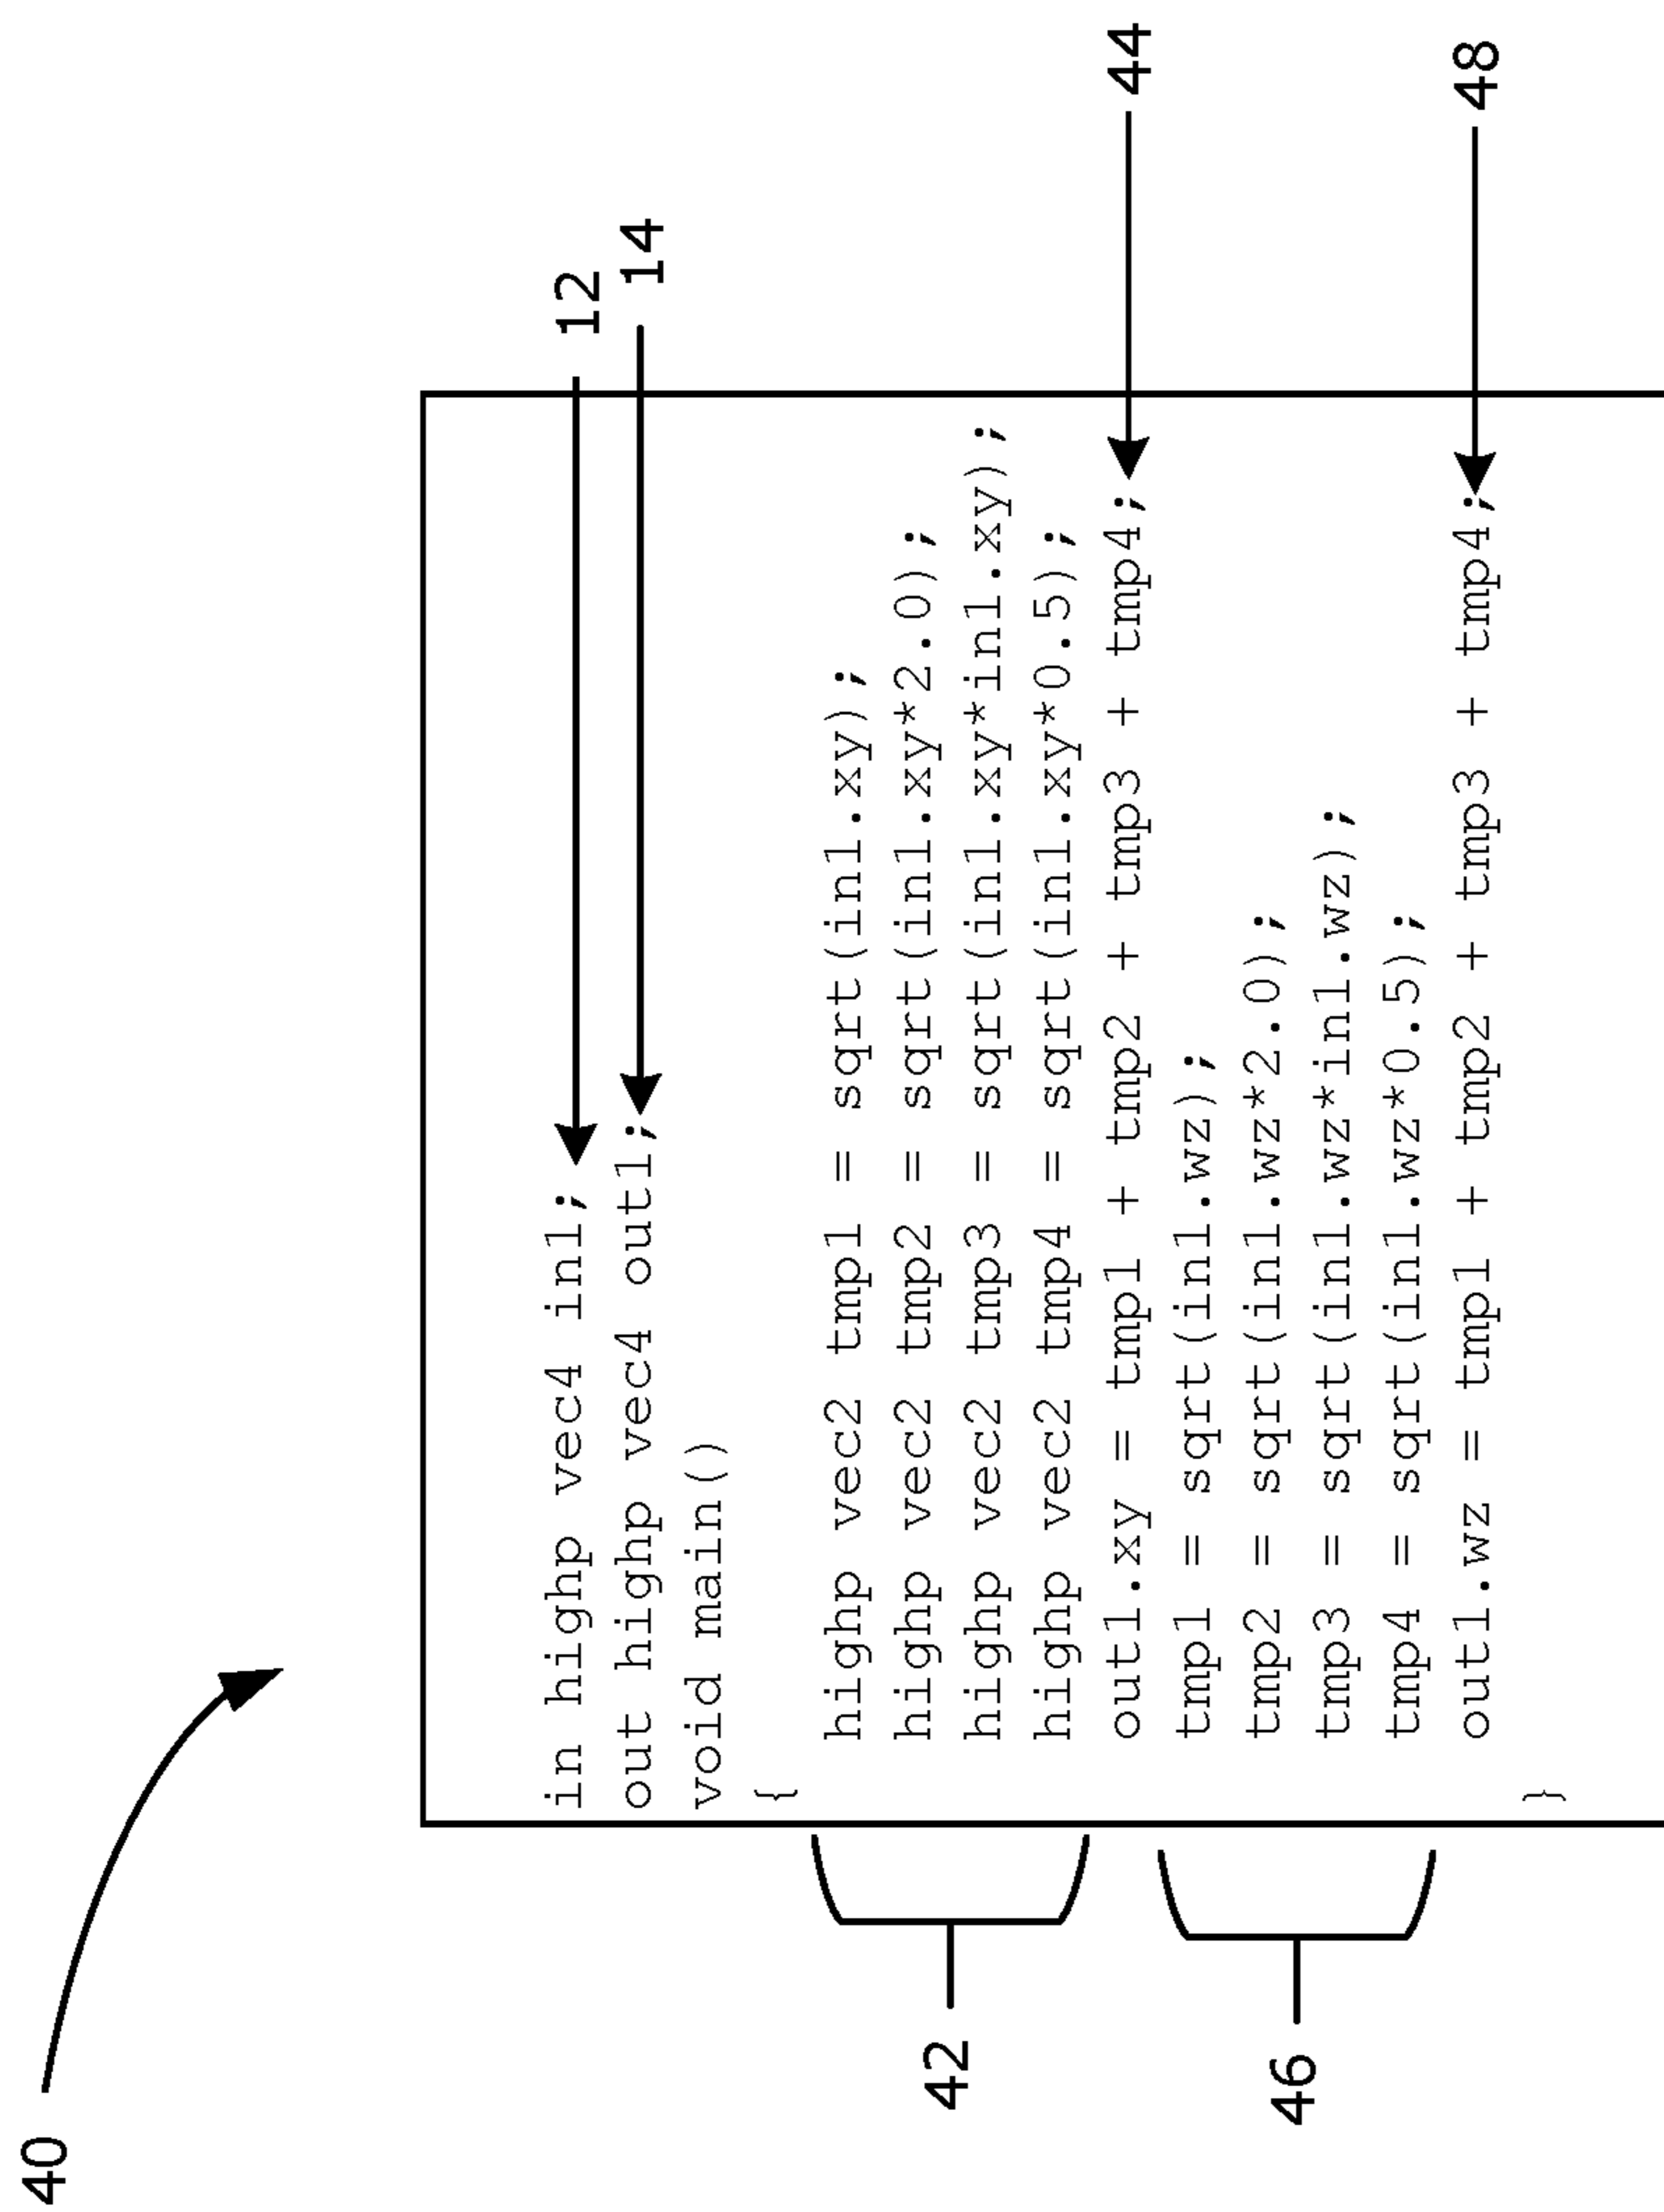 40
in highp vec4 in1; 12
out highp vec4 out1; 14
void main()
{
highp vec2 tmp1 = sqrt(in1.xy);
highp vec2 tmp2 = sqrt(in1.xy*2.0);
42
highp vec2 tmp3 = sqrt(in1.xy*in1.xy);
highp vec2 tmp4 = sqrt(in1.xy*0.5);
out1.xy = tmp1 + tmp2 + tmp3 + tmp4; 44
tmp1 = sqrt(in1.wz);
tmp2 = sqrt(in1.wz*2.0);
46
tmp3 = sqrt(in1.wz*in1.wz);
tmp4 = sqrt(in1.wz*0.5);
out1.wz = tmp1 + tmp2 + tmp3 + tmp4; 48
}